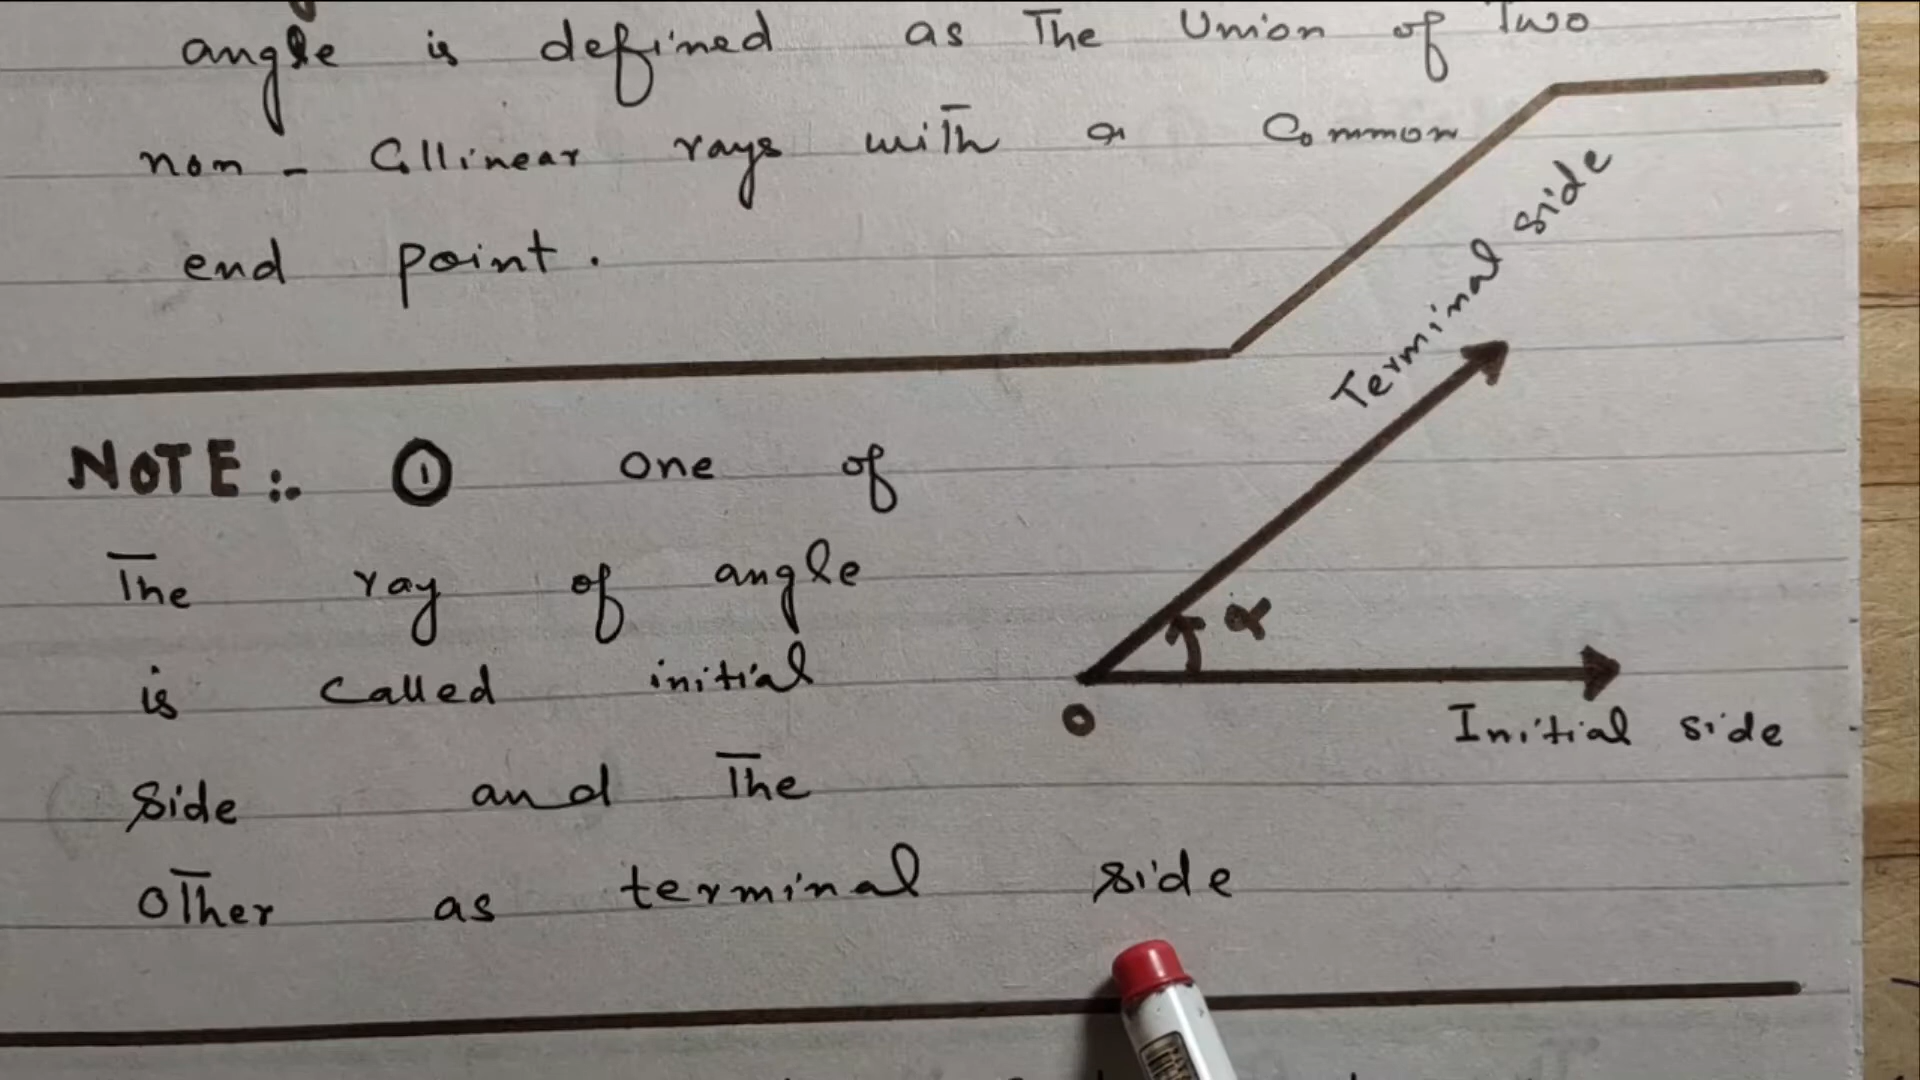 angle is defined as The Union of Two
non - Collinear rays with a Common
end point .
Terminal side
NOTE :- ① one of
The ray of angle
α
is called initial
O
Initial side
side and The
other as terminal side